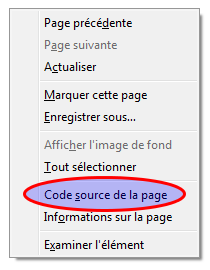 Page précédente
Page suivante
Actualiser
Marquer cette page
Enregistrer sous...
Afficher l'image de fond
Tout sélectionner
Code source de la page
Informations sur la page
Examiner l'élément